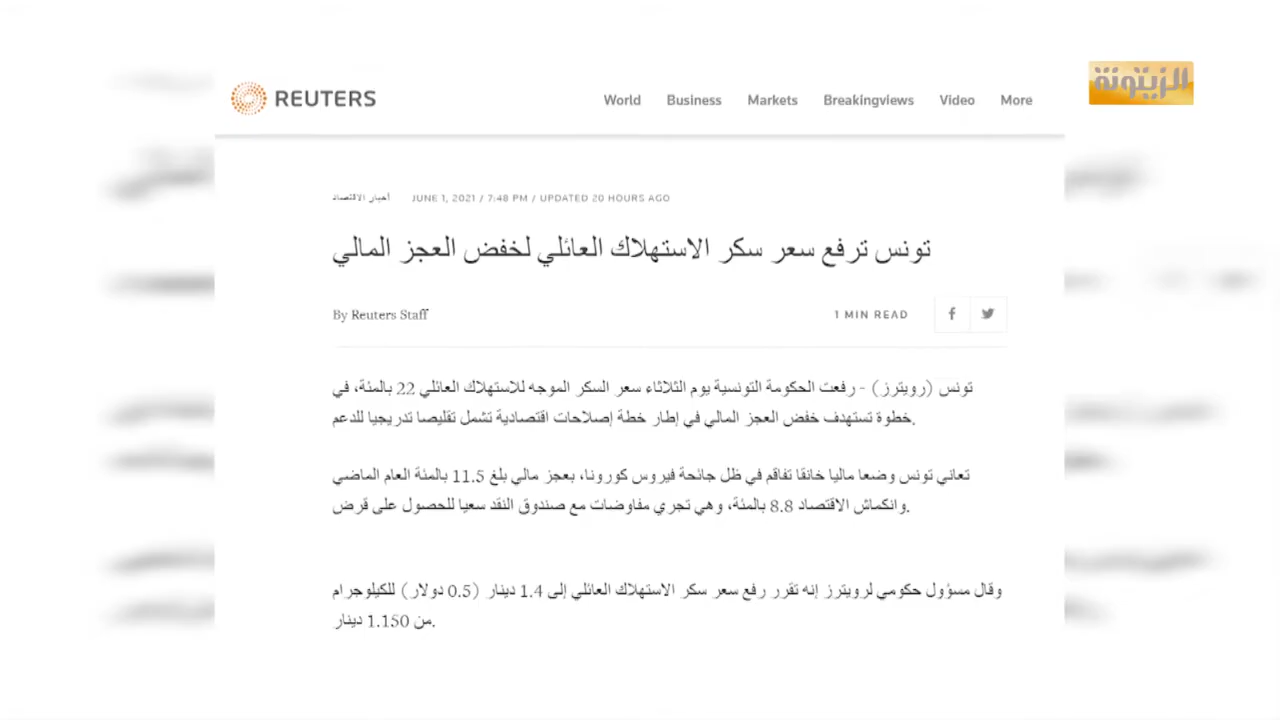 REUTERS
World Business Markets Breakingviews Video More
الزيتونة
أخبار الاقتصاد JUNE 1, 2021 / 7:48 PM / UPDATED 20 HOURS AGO
تونس ترفع سعر سكر الاستهلاك العائلي لخفض العجز المالي
By Reuters Staff
1 MIN READ
تونس (رويترز) - رفعت الحكومة التونسية يوم الثلاثاء سعر السكر الموجه للاستهلاك العائلي 22 بالمئة، في
خطوة تستهدف خفض العجز المالي في إطار خطة إصلاحات اقتصادية تشمل تقليصا تدريجيا للدعم.
تعاني تونس وضعا ماليا خانقا تفاقم في ظل جائحة فيروس كورونا، بعجز مالي بلغ 11.5 بالمئة العام الماضي
وانكماش الاقتصاد 8.8 بالمئة، وهي تجري مفاوضات مع صندوق النقد سعيا للحصول على قرض.
وقال مسؤول حكومي لرويترز إنه تقرر رفع سعر سكر الاستهلاك العائلي إلى 1.4 دينار (0.5 دولار) للكيلوجرام
من 1.150 دينار.